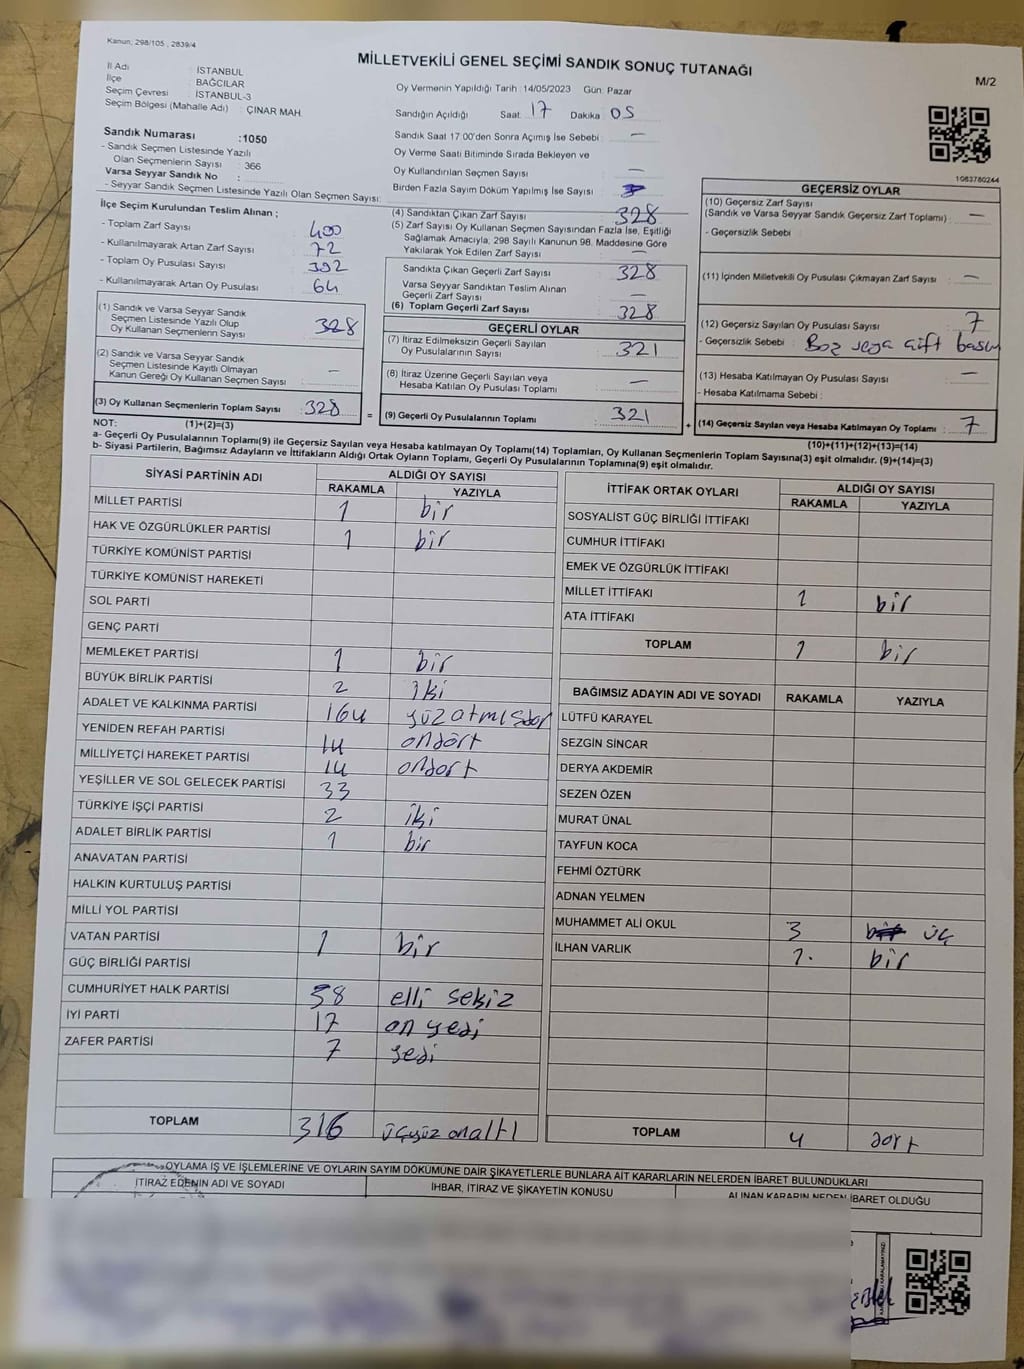 Kanun, 298/105 , 2839/4
MİLLETVEKİLİ GENEL SEÇİMİ SANDIK SONUÇ TUTANAĞI
M/2
İl Adı : İSTANBUL
İlçe : BAĞCILAR
Seçim Çevresi : İSTANBUL-3
Seçim Bölgesi (Mahalle Adı) : ÇINAR MAH.
Sandık Numarası :1050
- Sandık Seçmen Listesinde Yazılı
Olan Seçmenlerin Sayısı : 366
Varsa Seyyar Sandık No :
- Seyyar Sandık Seçmen Listesinde Yazılı Olan Seçmen Sayısı:
Oy Vermenin Yapıldığı Tarih : 14/05/2023 Gün: Pazar
Sandığın Açıldığı Saat: 17 Dakika: 05
Sandık Saat 17:00'den Sonra Açımış İse Sebebi : —
Oy Verme Saati Bitiminde Sırada Bekleyen ve
Oy Kullandırılan Seçmen Sayısı : —
Birden Fazla Sayım Döküm Yapılmış İse Sayısı :
1083780244
İlçe Seçim Kurulundan Teslim Alınan ;
- Toplam Zarf Sayısı : 400
- Kullanılmayarak Artan Zarf Sayısı : 72
- Toplam Oy Pusulası Sayısı : 392
- Kullanılmayarak Artan Oy Pusulası : 64
(1) Sandık ve Varsa Seyyar Sandık
Seçmen Listesinde Yazılı Olup
Oy Kullanan Seçmenlerin Sayısı : 328
(2) Sandık ve Varsa Seyyar Sandık
Seçmen Listesinde Kayıtlı Olmayan
Kanun Gereği Oy Kullanan Seçmen Sayısı : —
(3) Oy Kullanan Seçmenlerin Toplam Sayısı : 328
(1)+(2)=(3)
(4) Sandıktan Çıkan Zarf Sayısı : 328
(5) Zarf Sayısı Oy Kullanan Seçmen Sayısından Fazla İse, Eşitliği
Sağlamak Amacıyla, 298 Sayılı Kanunun 98. Maddesine Göre
Yakılarak Yok Edilen Zarf Sayısı : —
Sandıkta Çıkan Geçerli Zarf Sayısı : 328
Varsa Seyyar Sandıktan Teslim Alınan
Geçerli Zarf Sayısı : —
(6) Toplam Geçerli Zarf Sayısı : 328
GEÇERLİ OYLAR
(7) İtiraz Edilmeksizin Geçerli Sayılan
Oy Pusulalarının Sayısı : 321
(8) İtiraz Üzerine Geçerli Sayılan veya
Hesaba Katılan Oy Pusulası Toplamı : —
= (9) Geçerli Oy Pusulalarının Toplamı : 321 +
GEÇERSİZ OYLAR
(10) Geçersiz Zarf Sayısı
(Sandık ve Varsa Seyyar Sandık Geçersiz Zarf Toplamı) : —
- Geçersizlik Sebebi :
(11) İçinden Milletvekili Oy Pusulası Çıkmayan Zarf Sayısı : —
(12) Geçersiz Sayılan Oy Pusulası Sayısı : 7
- Geçersizlik Sebebi : Boz veya çift basım
(13) Hesaba Katılmayan Oy Pusulası Sayısı : —
- Hesaba Katılmama Sebebi :
(14) Geçersiz Sayılan veya Hesaba Katılmayan Oy Toplamı : 7
(10)+(11)+(12)+(13)=(14)
NOT:
a- Geçerli Oy Pusulalarının Toplamı(9) ile Geçersiz Sayılan veya Hesaba katılmayan Oy Toplamı(14) Toplamları, Oy Kullanan Seçmenlerin Toplam Sayısına(3) eşit olmalıdır. (9)+(14)=(3)
b- Siyasi Partilerin, Bağımsız Adayların ve İttifakların Aldığı Ortak Oyların Toplamı, Geçerli Oy Pusulalarının Toplamına(9) eşit olmalıdır.
SİYASİ PARTİNİN ADI ALDIĞI OY SAYISI
RAKAMLA YAZIYLA
MİLLET PARTİSİ 1 bir
HAK VE ÖZGÜRLÜKLER PARTİSİ 1 bir
TÜRKİYE KOMÜNİST PARTİSİ
TÜRKİYE KOMÜNİST HAREKETİ
SOL PARTİ
GENÇ PARTİ
MEMLEKET PARTİSİ 1 bir
BÜYÜK BİRLİK PARTİSİ 2 iki
ADALET VE KALKINMA PARTİSİ 164 yüzatmışdör
YENİDEN REFAH PARTİSİ 14 ondört
MİLLİYETÇİ HAREKET PARTİSİ 14 ondort
YEŞİLLER VE SOL GELECEK PARTİSİ 33
TÜRKİYE İŞÇİ PARTİSİ 2 iki
ADALET BİRLİK PARTİSİ 1 bir
ANAVATAN PARTİSİ
HALKIN KURTULUŞ PARTİSİ
MİLLİ YOL PARTİSİ
VATAN PARTİSİ 1 bir
GÜÇ BİRLİĞİ PARTİSİ
CUMHURİYET HALK PARTİSİ 58 elli sekiz
İYİ PARTİ 17 on yedi
ZAFER PARTİSİ 7 yedi
TOPLAM 316 üçyüz onaltı
İTTİFAK ORTAK OYLARI ALDIĞI OY SAYISI
RAKAMLA YAZIYLA
SOSYALİST GÜÇ BİRLİĞİ İTTİFAKI
CUMHUR İTTİFAKI
EMEK VE ÖZGÜRLÜK İTTİFAKI
MİLLET İTTİFAKI 1 bir
ATA İTTİFAKI
TOPLAM 1 bir
BAĞIMSIZ ADAYIN ADI VE SOYADI RAKAMLA YAZIYLA
LÜTFÜ KARAYEL
SEZGİN SİNCAR
DERYA AKDEMİR
SEZEN ÖZEN
MURAT ÜNAL
TAYFUN KOCA
FEHMİ ÖZTÜRK
ADNAN YELMEN
MUHAMMET ALİ OKUL 3 bir üç
İLHAN VARLIK 1. bir
TOPLAM 4 dört
OYLAMA İŞ VE İŞLEMLERİNE VE OYLARIN SAYIM DÖKÜMÜNE DAİR ŞİKAYETLERLE BUNLARA AİT KARARLARIN NELERDEN İBARET BULUNDUKLARI
İTİRAZ EDENİN ADI VE SOYADI İHBAR, İTİRAZ VE ŞİKAYETİN KONUSU ALINAN KARARIN NEDEN İBARET OLDUĞU